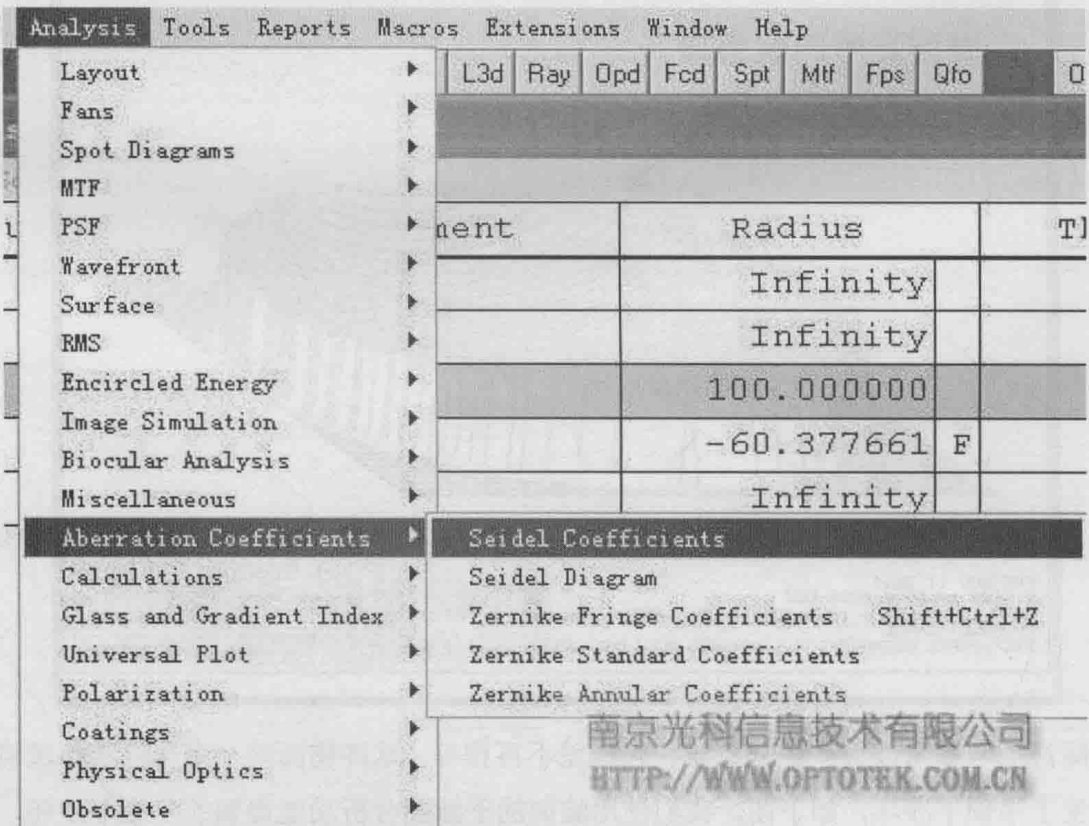 Analysis Tools Reports Macros Extensions Window Help
L3d Ray Opd Fcd Spt Mtf Fps Qfo O
Layout
Fans
Spot Diagrams
MTF
PSF
Wavefront
Surface
RMS
Encircled Energy
Image Simulation
Biocular Analysis
Miscellaneous
Aberration Coefficients
Calculations
Glass and Gradient Index
Universal Plot
Polarization
Coatings
Physical Optics
Obsolete
ment Radius
Infinity
Infinity
100.000000
-60.377661 F
Infinity
Seidel Coefficients
Seidel Diagram
Zernike Fringe Coefficients Shift+Ctrl+Z
Zernike Standard Coefficients
Zernike Annular Coefficients
南京光科信息技术有限公司
HTTP://WWW.OPTOTEK.COM.CN